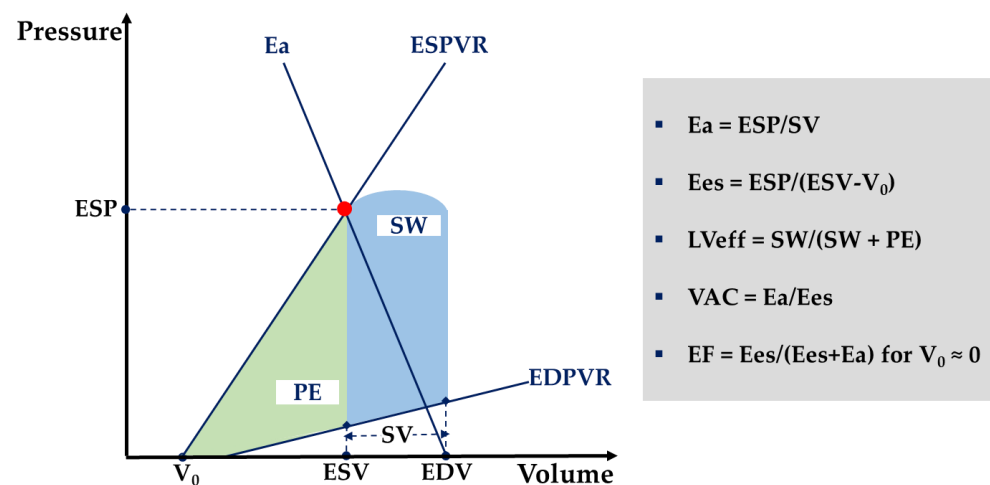 Pressure
Ea
ESPVR
ESP
SW
PE
EDPVR
SV
V₀
ESV
EDV
Volume
▪ Ea = ESP/SV
▪ Ees = ESP/(ESV-V₀)
▪ LVeff = SW/(SW + PE)
▪ VAC = Ea/Ees
▪ EF = Ees/(Ees+Ea) for V₀ ≈ 0